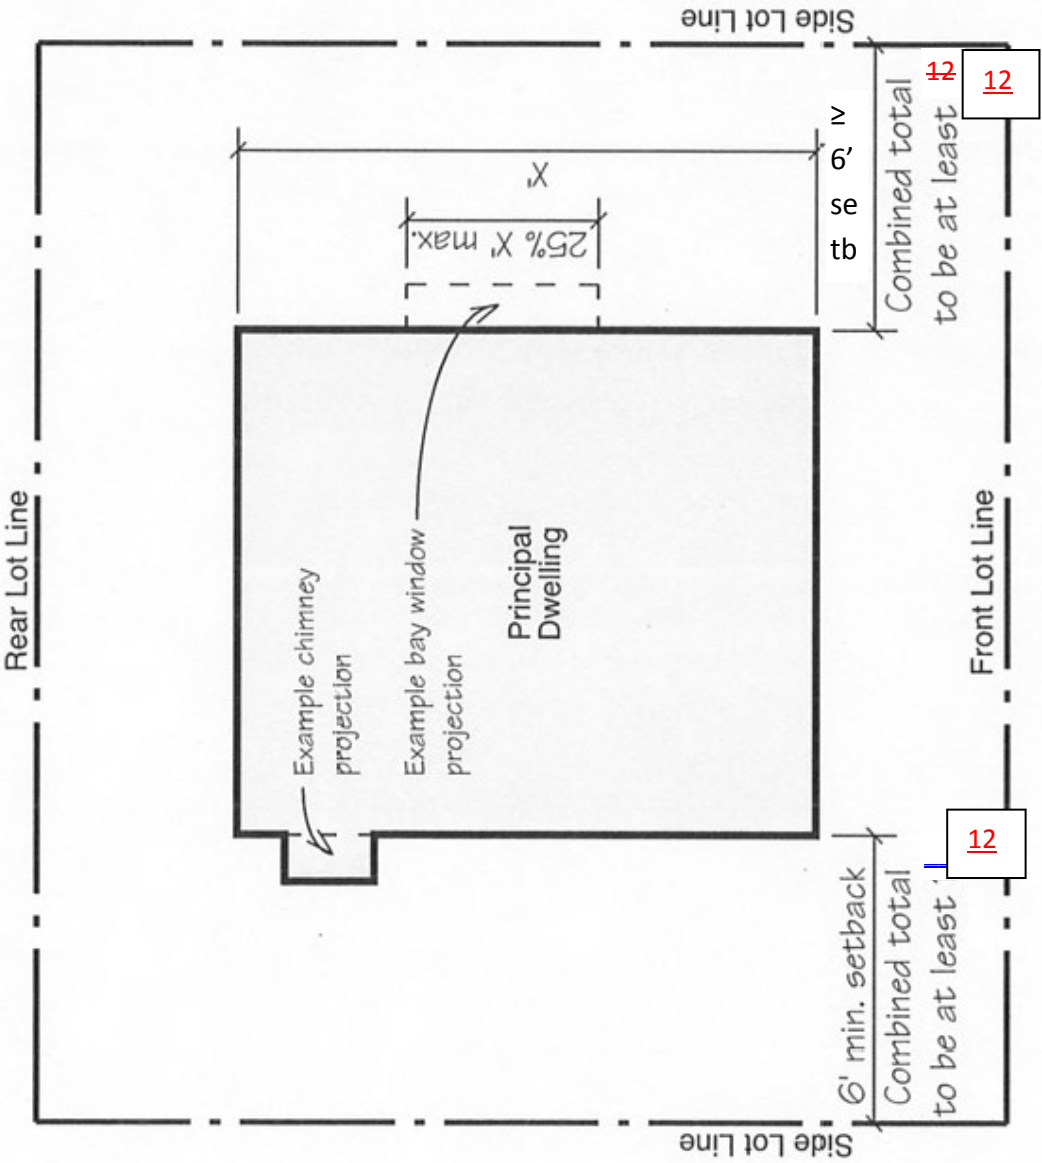 Side Lot Line
12
12
≥
6’
se
tb
Combined total
to be at least
X'
25% X' max.
Rear Lot Line
Example chimney
projection
Example bay window
projection
Principal
Dwelling
Front Lot Line
12
6' min. setback
Combined total
to be at least
Side Lot Line